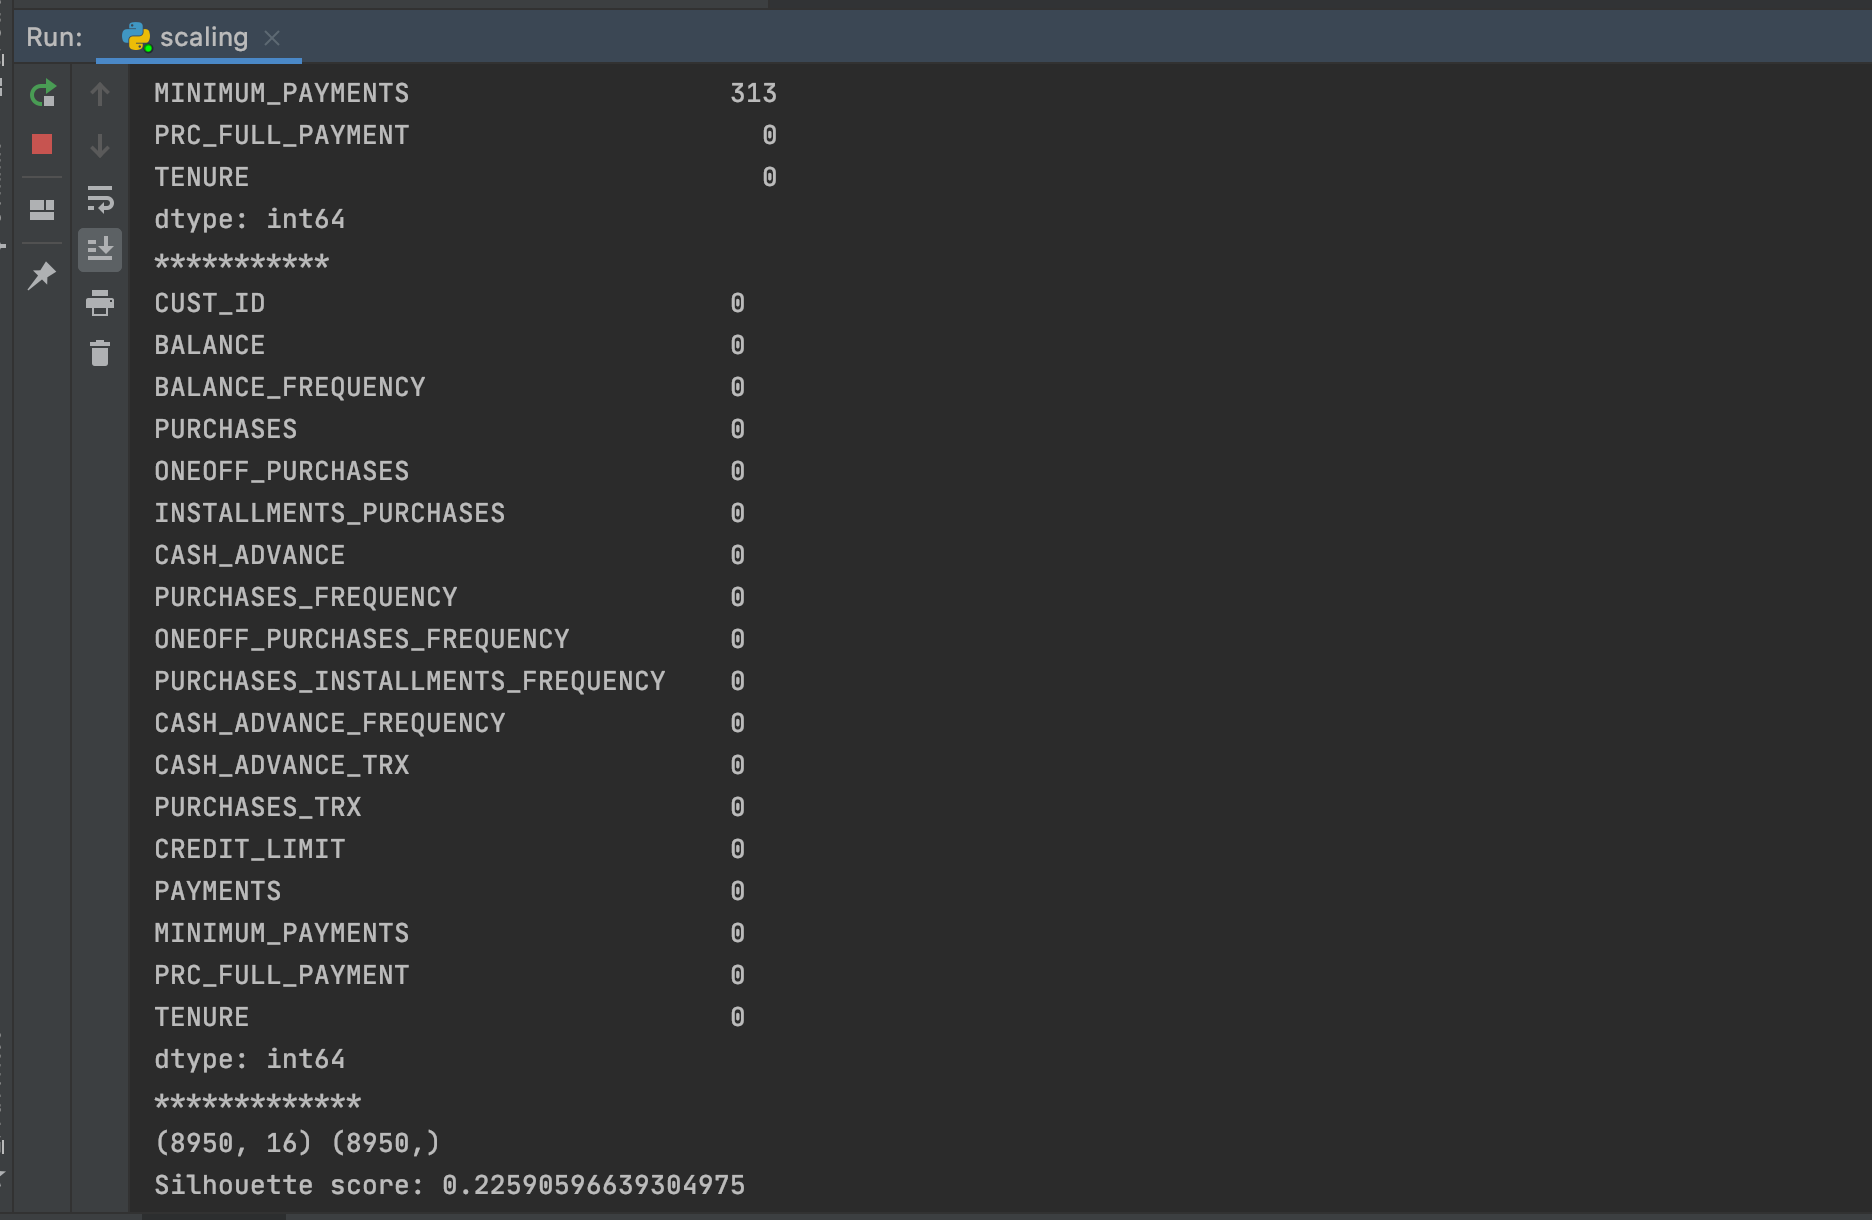 Run: scaling
MINIMUM_PAYMENTS 313
PRC_FULL_PAYMENT 0
TENURE 0
dtype: int64
***********
CUST_ID 0
BALANCE 0
BALANCE_FREQUENCY 0
PURCHASES 0
ONEOFF_PURCHASES 0
INSTALLMENTS_PURCHASES 0
CASH_ADVANCE 0
PURCHASES_FREQUENCY 0
ONEOFF_PURCHASES_FREQUENCY 0
PURCHASES_INSTALLMENTS_FREQUENCY 0
CASH_ADVANCE_FREQUENCY 0
CASH_ADVANCE_TRX 0
PURCHASES_TRX 0
CREDIT_LIMIT 0
PAYMENTS 0
MINIMUM_PAYMENTS 0
PRC_FULL_PAYMENT 0
TENURE 0
dtype: int64
*************
(8950, 16) (8950,)
Silhouette score: 0.22590596639304975